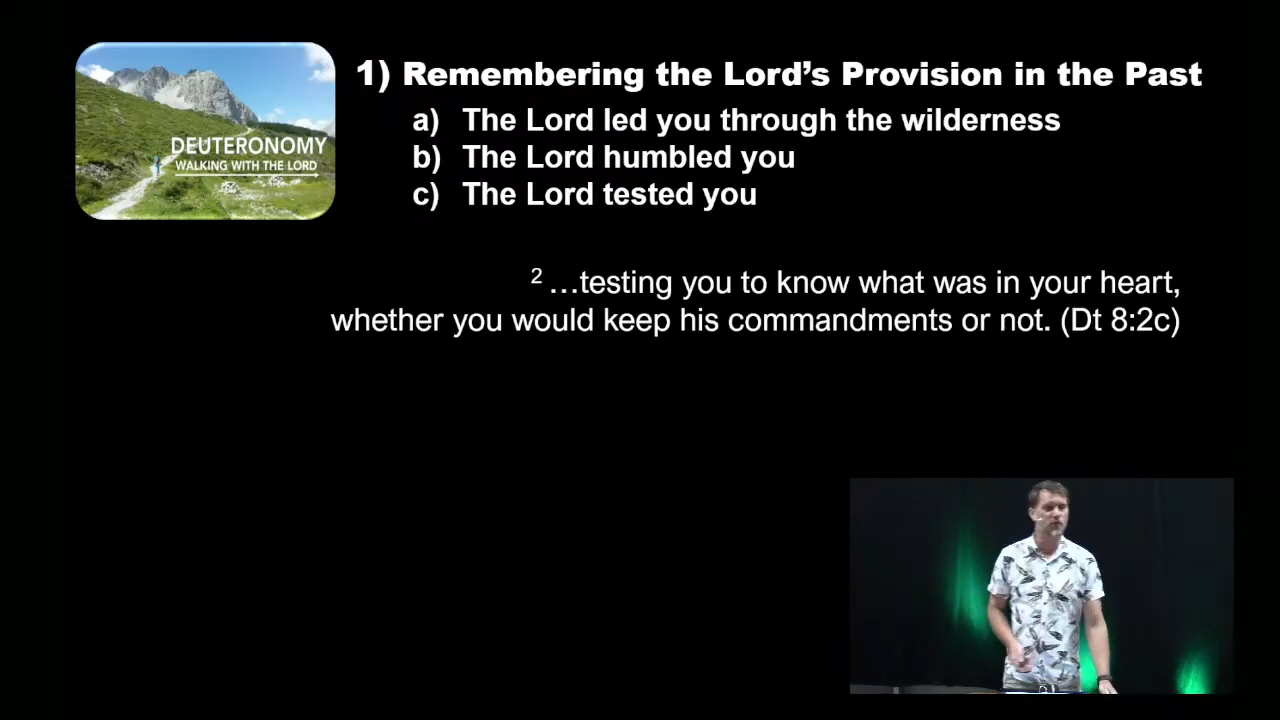 DEUTERONOMY
WALKING WITH THE LORD
1) Remembering the Lord’s Provision in the Past
a) The Lord led you through the wilderness
b) The Lord humbled you
c) The Lord tested you
2 …testing you to know what was in your heart,
whether you would keep his commandments or not. (Dt 8:2c)